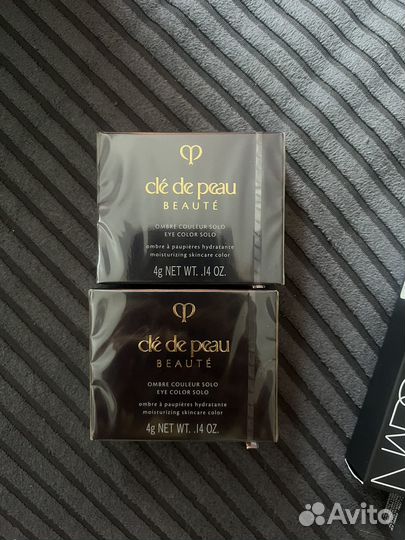 clé de peau
BEAUTÉ
OMBRE COULEUR SOLO
EYE COLOR SOLO
ombre à paupières hydratante
moisturizing skincare color
4g NET WT. .14 OZ.
clé de peau
BEAUTÉ
OMBRE COULEUR SOLO
EYE COLOR SOLO
ombre à paupières hydratante
moisturizing skincare color
4g NET WT. .14 OZ.
NARS
Avito